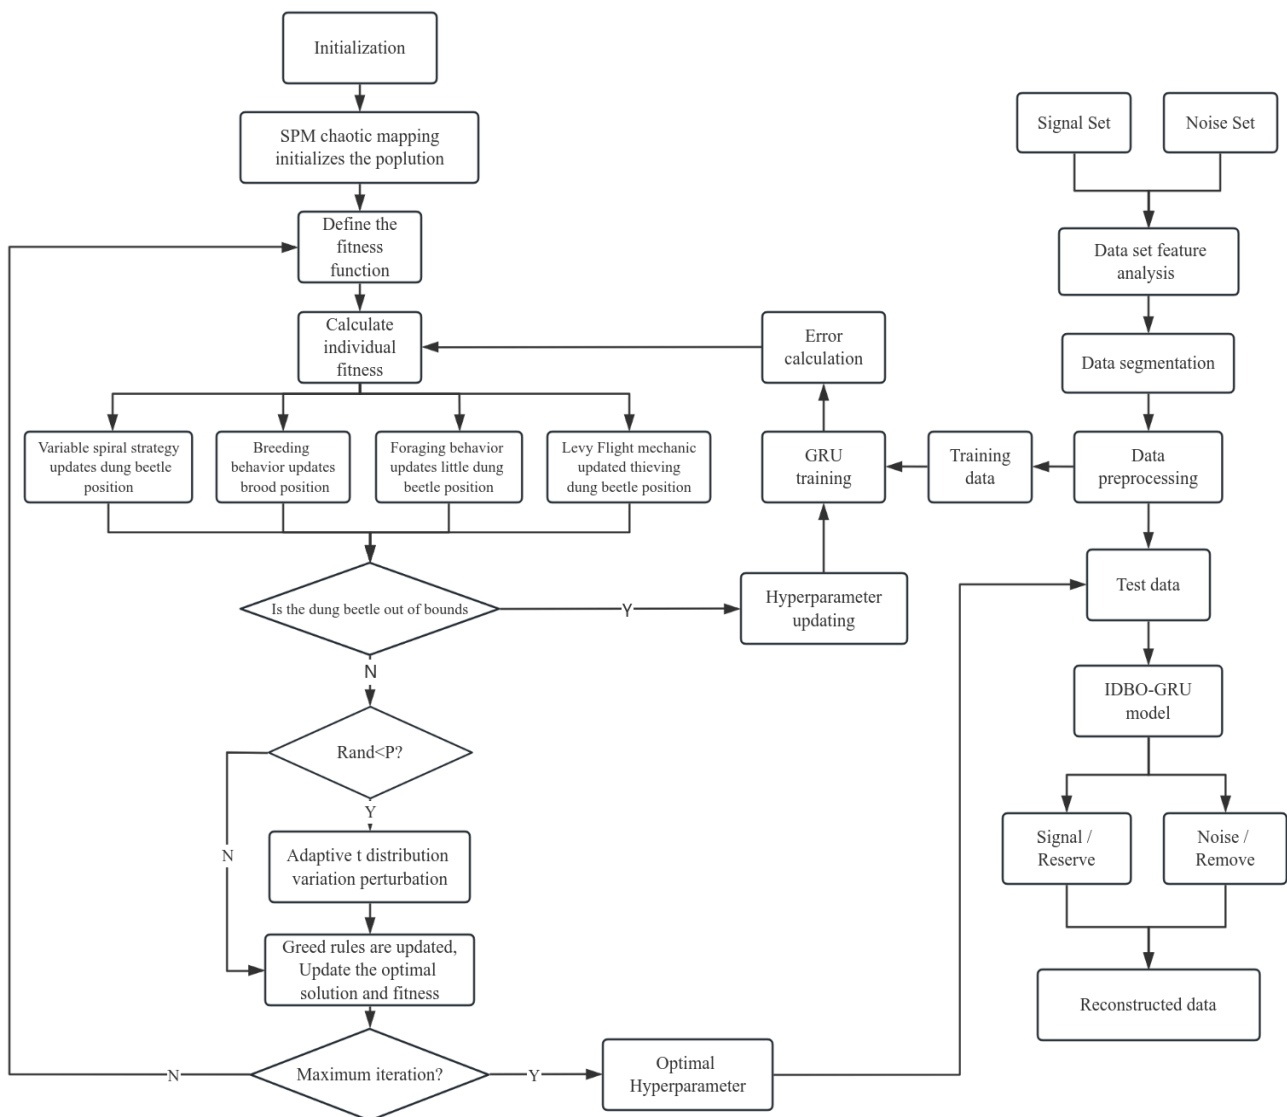 Initialization
SPM chaotic mapping
initializes the poplution
Define the
fitness
function
Calculate
individual
fitness
Variable spiral strategy
updates dung beetle
position
Breeding
behavior updates
brood position
Foraging behavior
updates little dung
beetle position
Levy Flight mechanic
updated thieving
dung beetle position
Is the dung beetle out of bounds
Y
N
Rand<P?
Y
N
Adaptive t distribution
variation perturbation
Greed rules are updated,
Update the optimal
solution and fitness
Maximum iteration?
N
Y
Optimal
Hyperparameter
Error
calculation
GRU
training
Hyperparameter
updating
Training
data
Signal Set
Noise Set
Data set feature
analysis
Data segmentation
Data
preprocessing
Test data
IDBO-GRU
model
Signal /
Reserve
Noise /
Remove
Reconstructed data